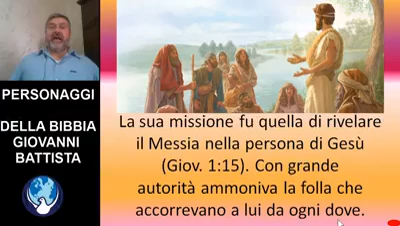 PERSONAGGI
DELLA BIBBIA
GIOVANNI
BATTISTA
La sua missione fu quella di rivelare
il Messia nella persona di Gesù
(Giov. 1:15). Con grande
autorità ammoniva la folla che
accorrevano a lui da ogni dove.